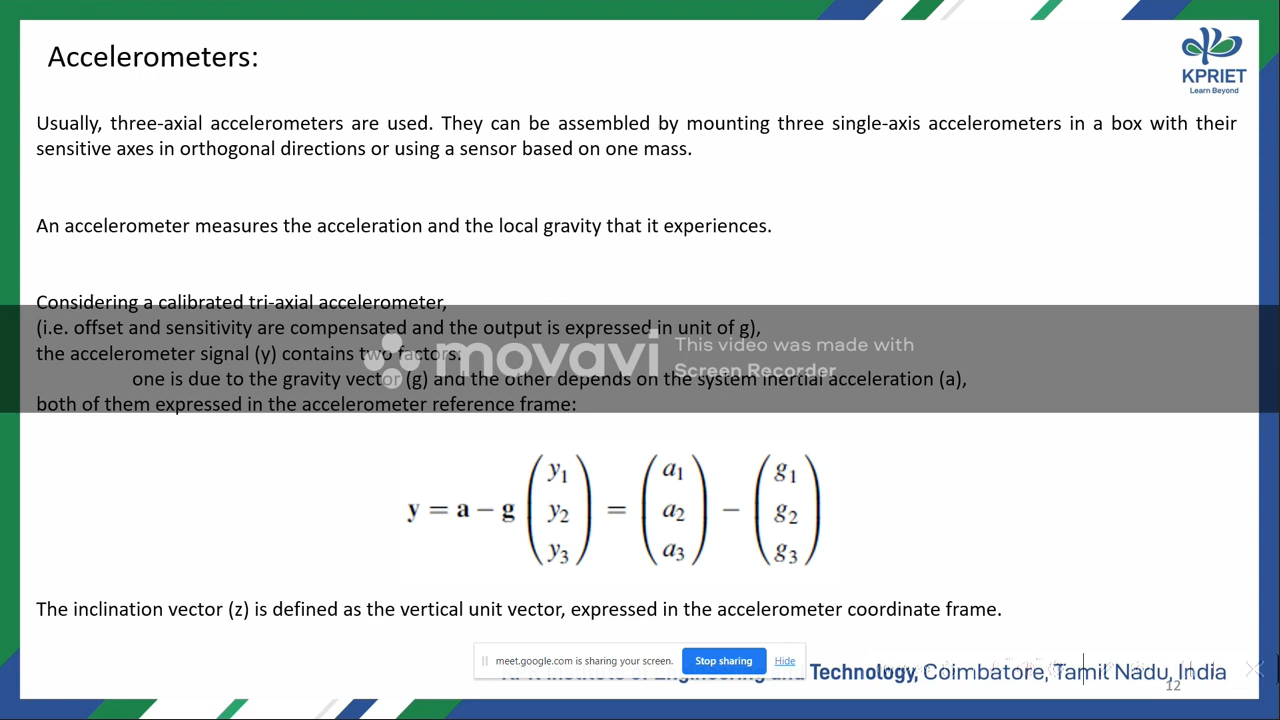 Accelerometers:
KPRIET
Learn Beyond
Usually, three-axial accelerometers are used. They can be assembled by mounting three single-axis accelerometers in a box with their
sensitive axes in orthogonal directions or using a sensor based on one mass.
An accelerometer measures the acceleration and the local gravity that it experiences.
Considering a calibrated tri-axial accelerometer,
(i.e. offset and sensitivity are compensated and the output is expressed in unit of g),
the accelerometer signal (y) contains two factors:
one is due to the gravity vector (g) and the other depends on the system inertial acceleration (a),
both of them expressed in the accelerometer reference frame:
movavi
This video was made with
Screen Recorder
y = a − g (y₁ y₂ y₃) = (a₁ a₂ a₃) − (g₁ g₂ g₃)
The inclination vector (z) is defined as the vertical unit vector, expressed in the accelerometer coordinate frame.
meet.google.com is sharing your screen. Stop sharing Hide
Technology, Coimbatore, Tamil Nadu, India
12